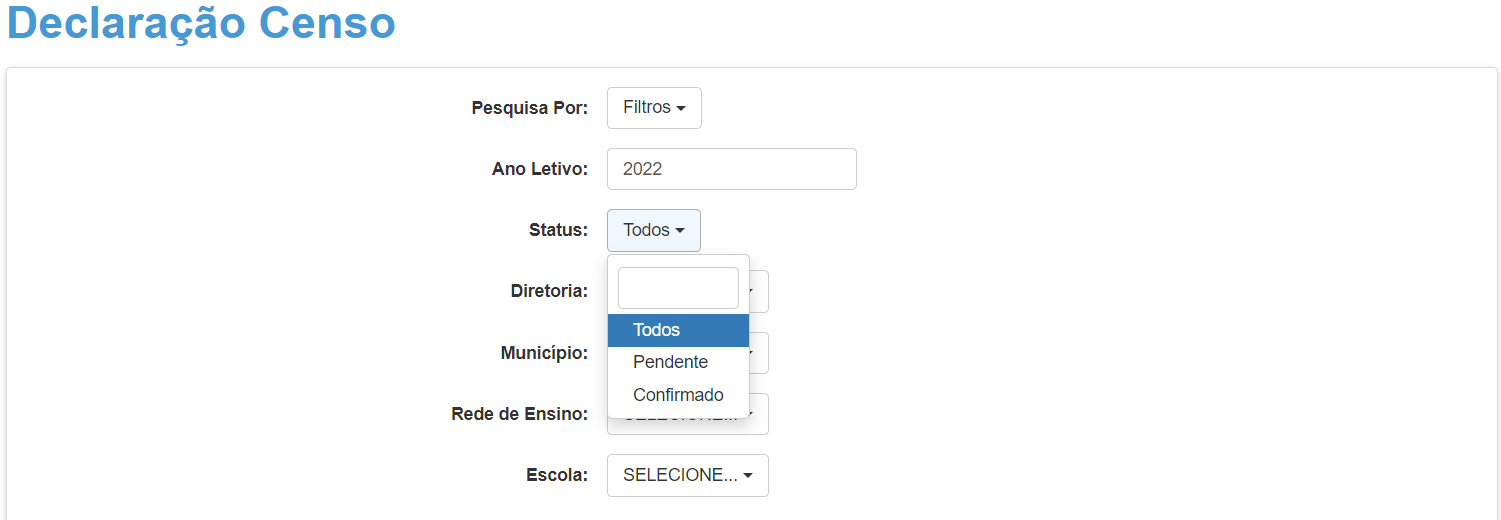 Declaração Censo
Pesquisa Por: Filtros
Ano Letivo: 2022
Status: Todos
Diretoria:
Todos
Município:
Pendente
Confirmado
Rede de Ensino:
Escola: SELECIONE...